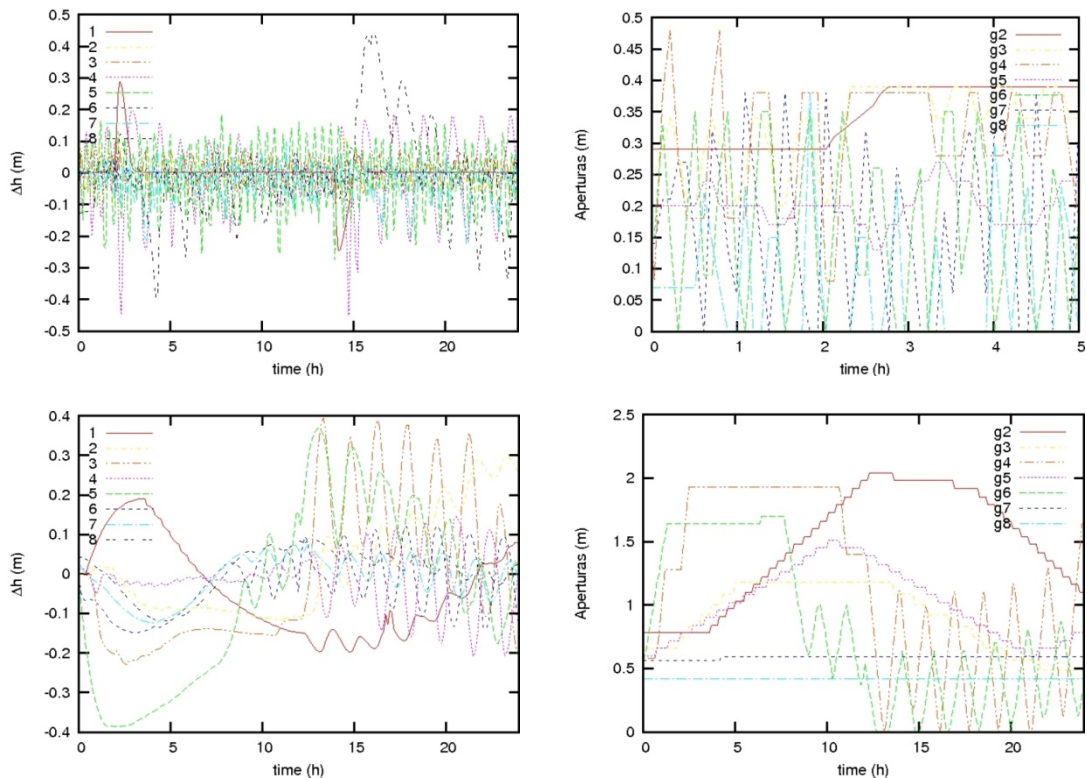 0.5
0.4
0.3
0.2
0.1
0
-0.1
-0.2
-0.3
-0.4
-0.5
Δh (m)
1
2
3
4
5
6
7
8
0 5 10 15 20
time (h)
0.5
0.45
0.4
0.35
0.3
0.25
0.2
0.15
0.1
0.05
0
Aperturas (m)
g2
g3
g4
g5
g6
g7
g8
0 1 2 3 4 5
time (h)
0.4
0.3
0.2
0.1
0
-0.1
-0.2
-0.3
-0.4
Δh (m)
1
2
3
4
5
6
7
8
0 5 10 15 20
time (h)
2.5
2
1.5
1
0.5
0
Aperturas (m)
g2
g3
g4
g5
g6
g7
g8
0 5 10 15 20
time (h)